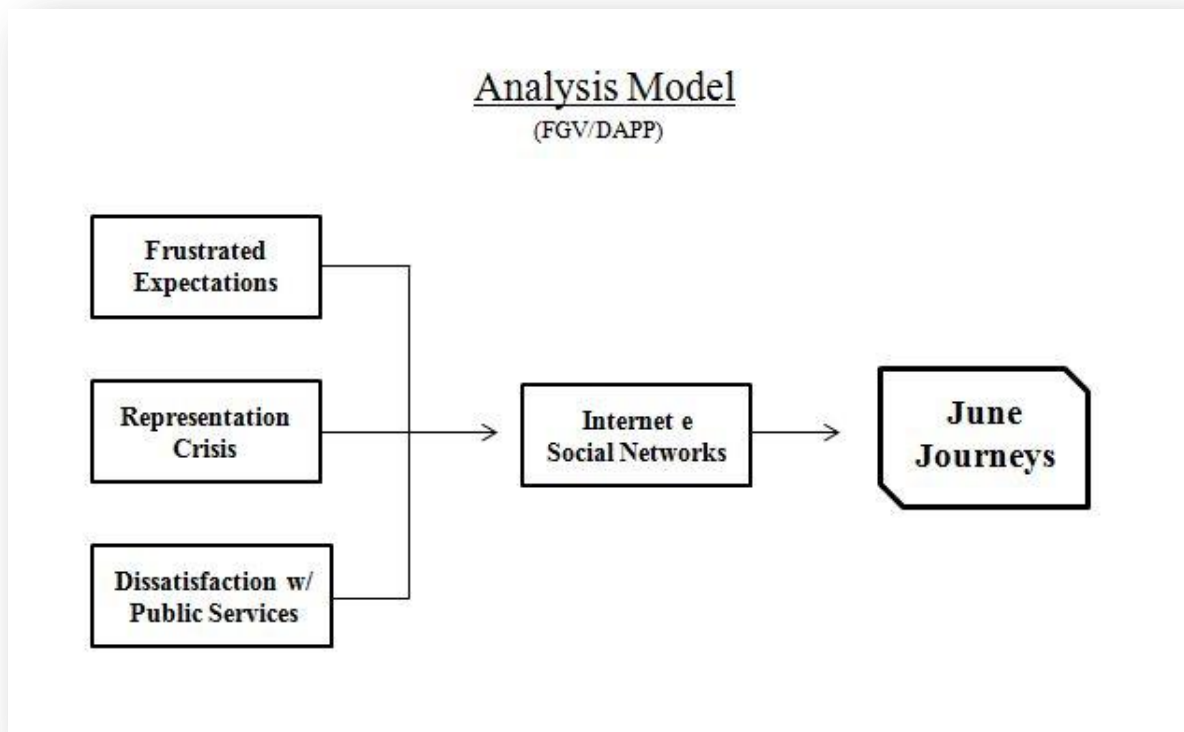 Analysis Model
(FGV/DAPP)
Frustrated
Expectations
Representation
Crisis
Dissatisfaction w/
Public Services
Internet e
Social Networks
June
Journeys